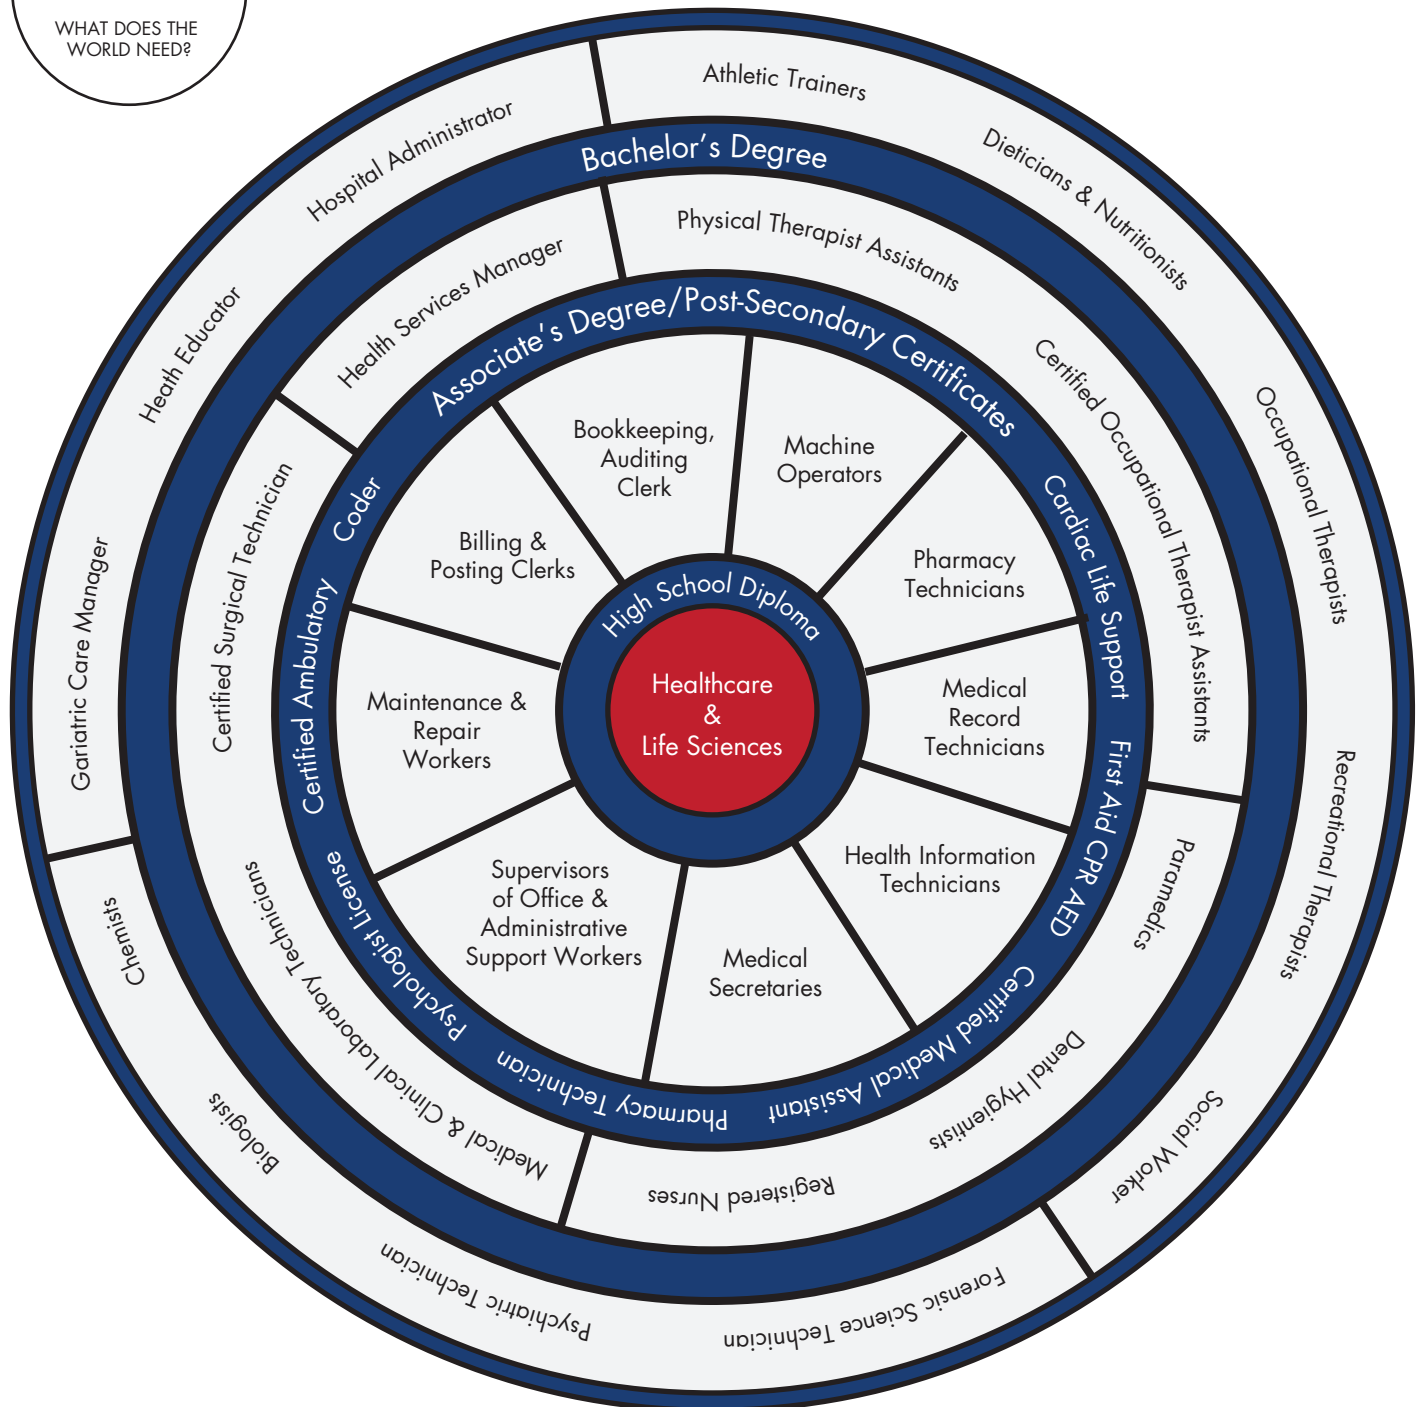 WHAT DOES THE
WORLD NEED?
Athletic Trainers
Dieticians & Nutritionists
Occupational Therapists
Recreational Therapists
Social Worker
Forensic Science Technician
Psychiatric Technician
Biologists
Chemists
Gariatric Care Manager
Heath Educator
Hospital Administrator
Bachelor's Degree
Physical Therapist Assistants
Certified Occupational Therapist Assistants
Paramedics
Dental Hygientists
Registered Nurses
Medical & Clinical Laboratory Technicians
Certified Surgical Technician
Health Services Manager
Associate's Degree/Post-Secondary Certificates
Cardiac Life Support
First Aid CPR AED
Certified Medical Assistant
Pharmacy Technician
Psychologist License
Certified Ambulatory Coder
Bookkeeping,
Auditing
Clerk
Machine
Operators
Pharmacy
Technicians
Medical
Record
Technicians
Health Information
Technicians
Medical
Secretaries
Supervisors
of Office &
Administrative
Support Workers
Maintenance &
Repair
Workers
Billing &
Posting Clerks
High School Diploma
Healthcare
&
Life Sciences